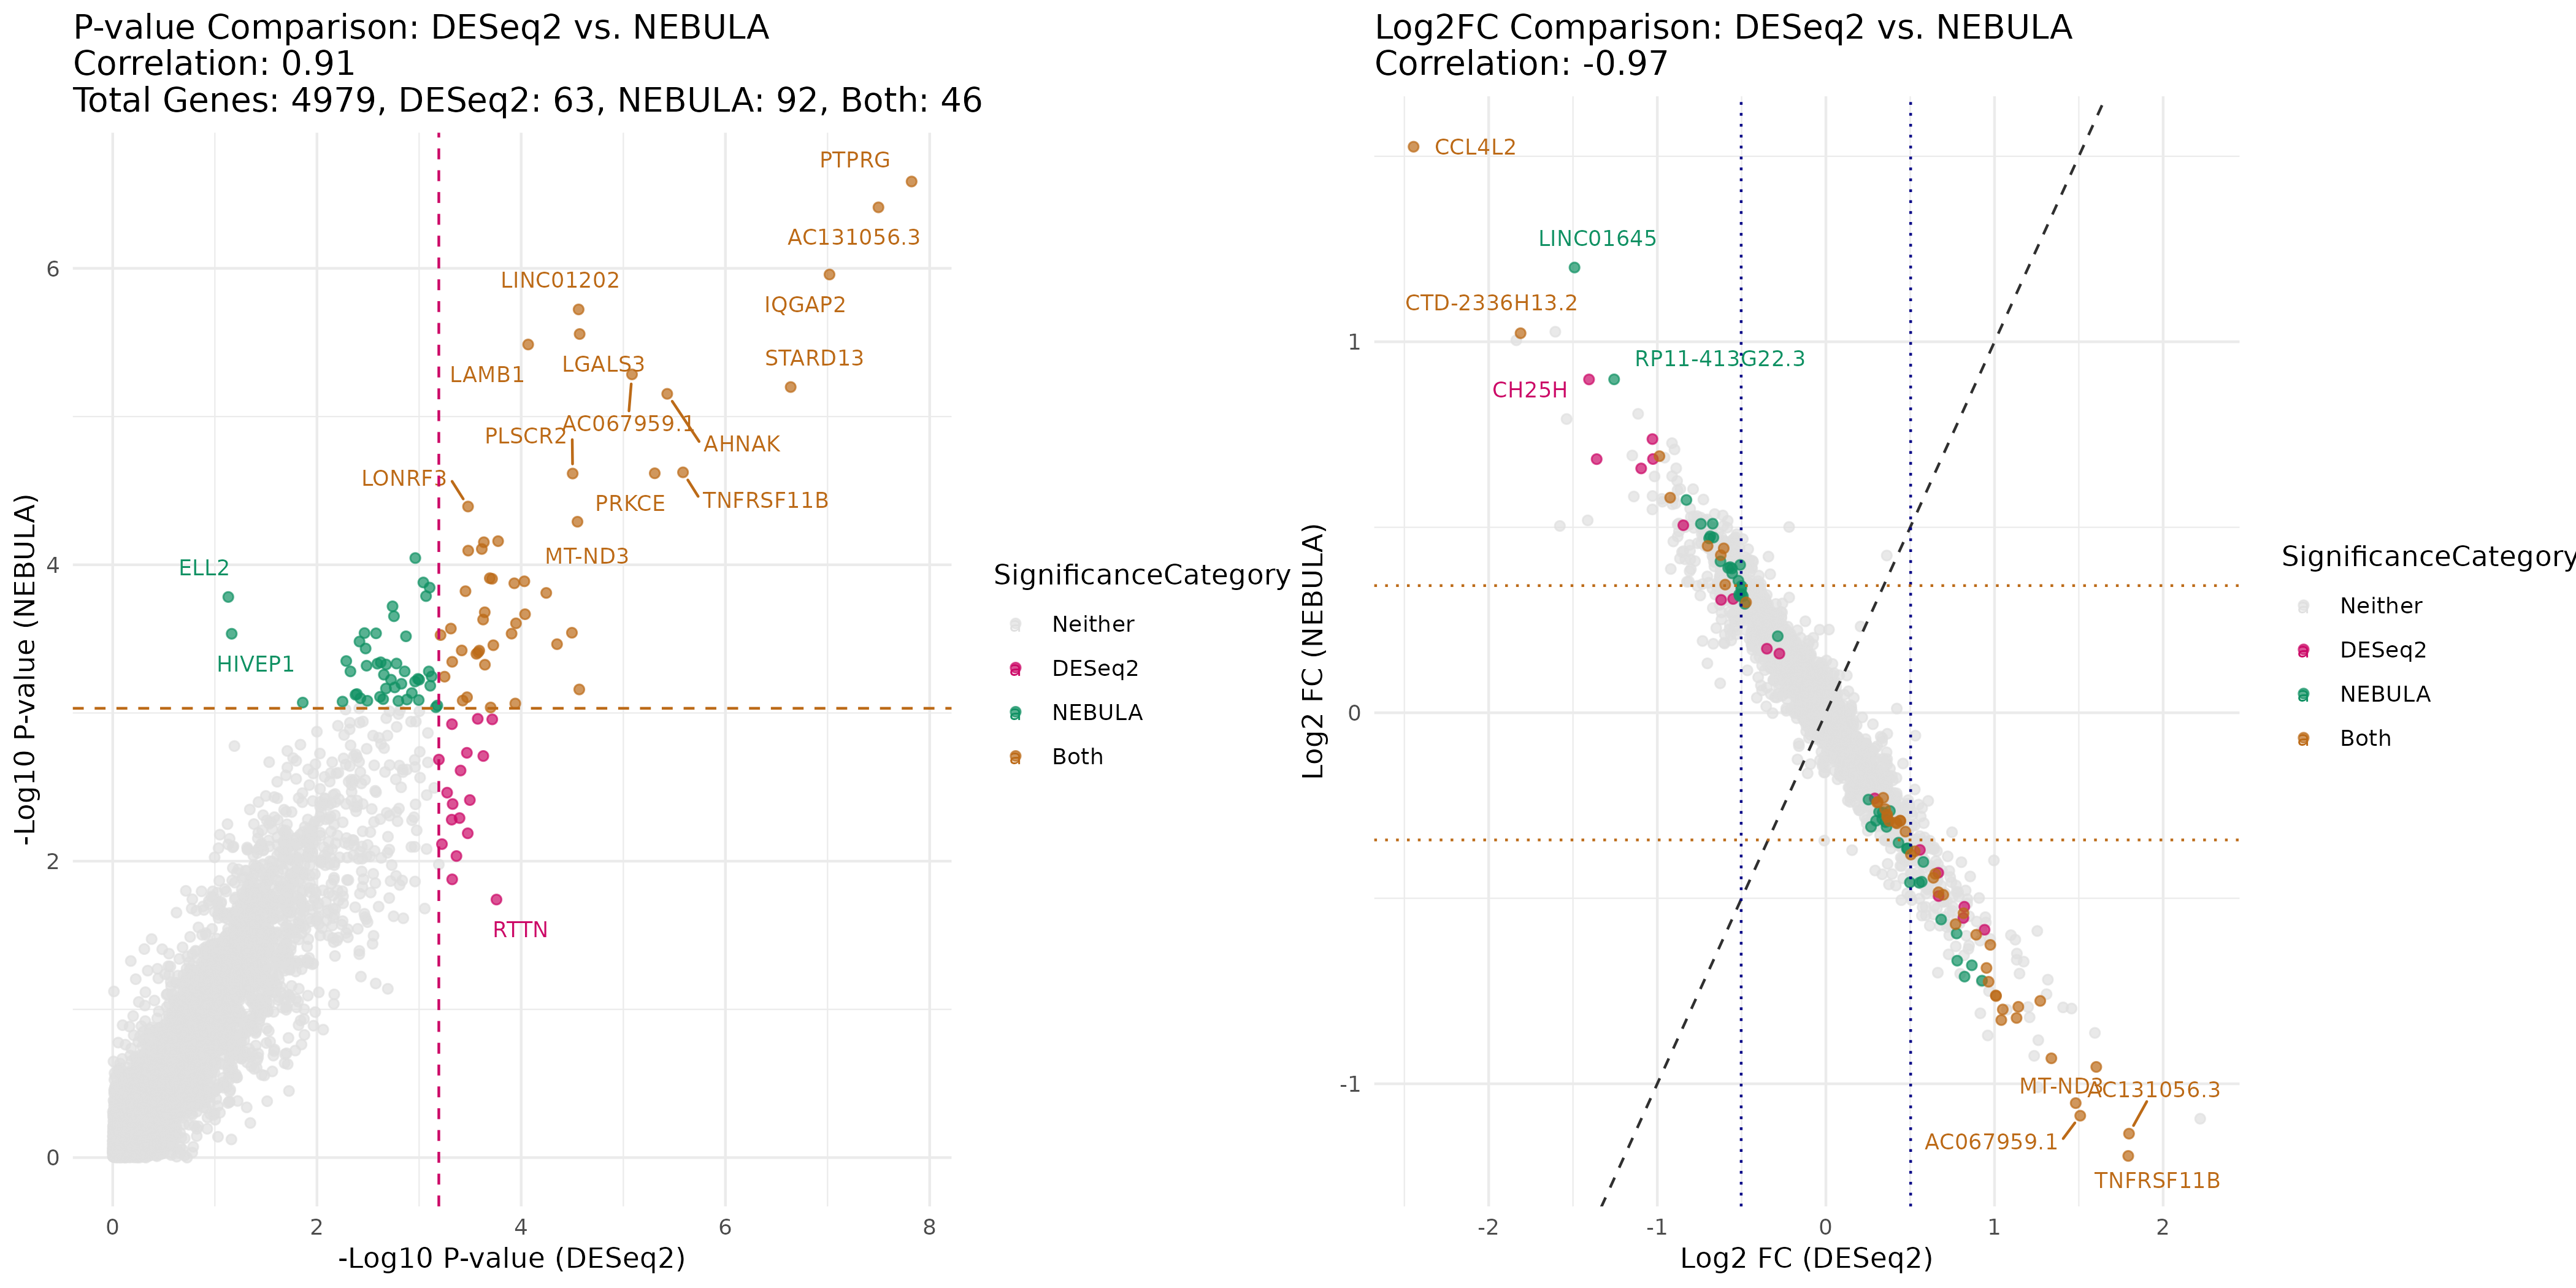 P-value Comparison: DESeq2 vs. NEBULA
Correlation: 0.91
Total Genes: 4979, DESeq2: 63, NEBULA: 92, Both: 46
PTPRG
AC131056.3
LINC01202
IQGAP2
LGALS3
STARD13
LAMB1
AC067959.1
PLSCR2
AHNAK
LONRF3
PRKCE
TNFRSF11B
MT-ND3
ELL2
HIVEP1
RTTN
6
4
2
0
0
2
4
6
8
-Log10 P-value (NEBULA)
-Log10 P-value (DESeq2)
SignificanceCategory
Neither
DESeq2
NEBULA
Both
Log2FC Comparison: DESeq2 vs. NEBULA
Correlation: -0.97
CCL4L2
LINC01645
CTD-2336H13.2
RP11-413G22.3
CH25H
MT-ND3
AC131056.3
AC067959.1
TNFRSF11B
1
0
-1
-2
-1
0
1
2
Log2 FC (NEBULA)
Log2 FC (DESeq2)
SignificanceCategory
Neither
DESeq2
NEBULA
Both